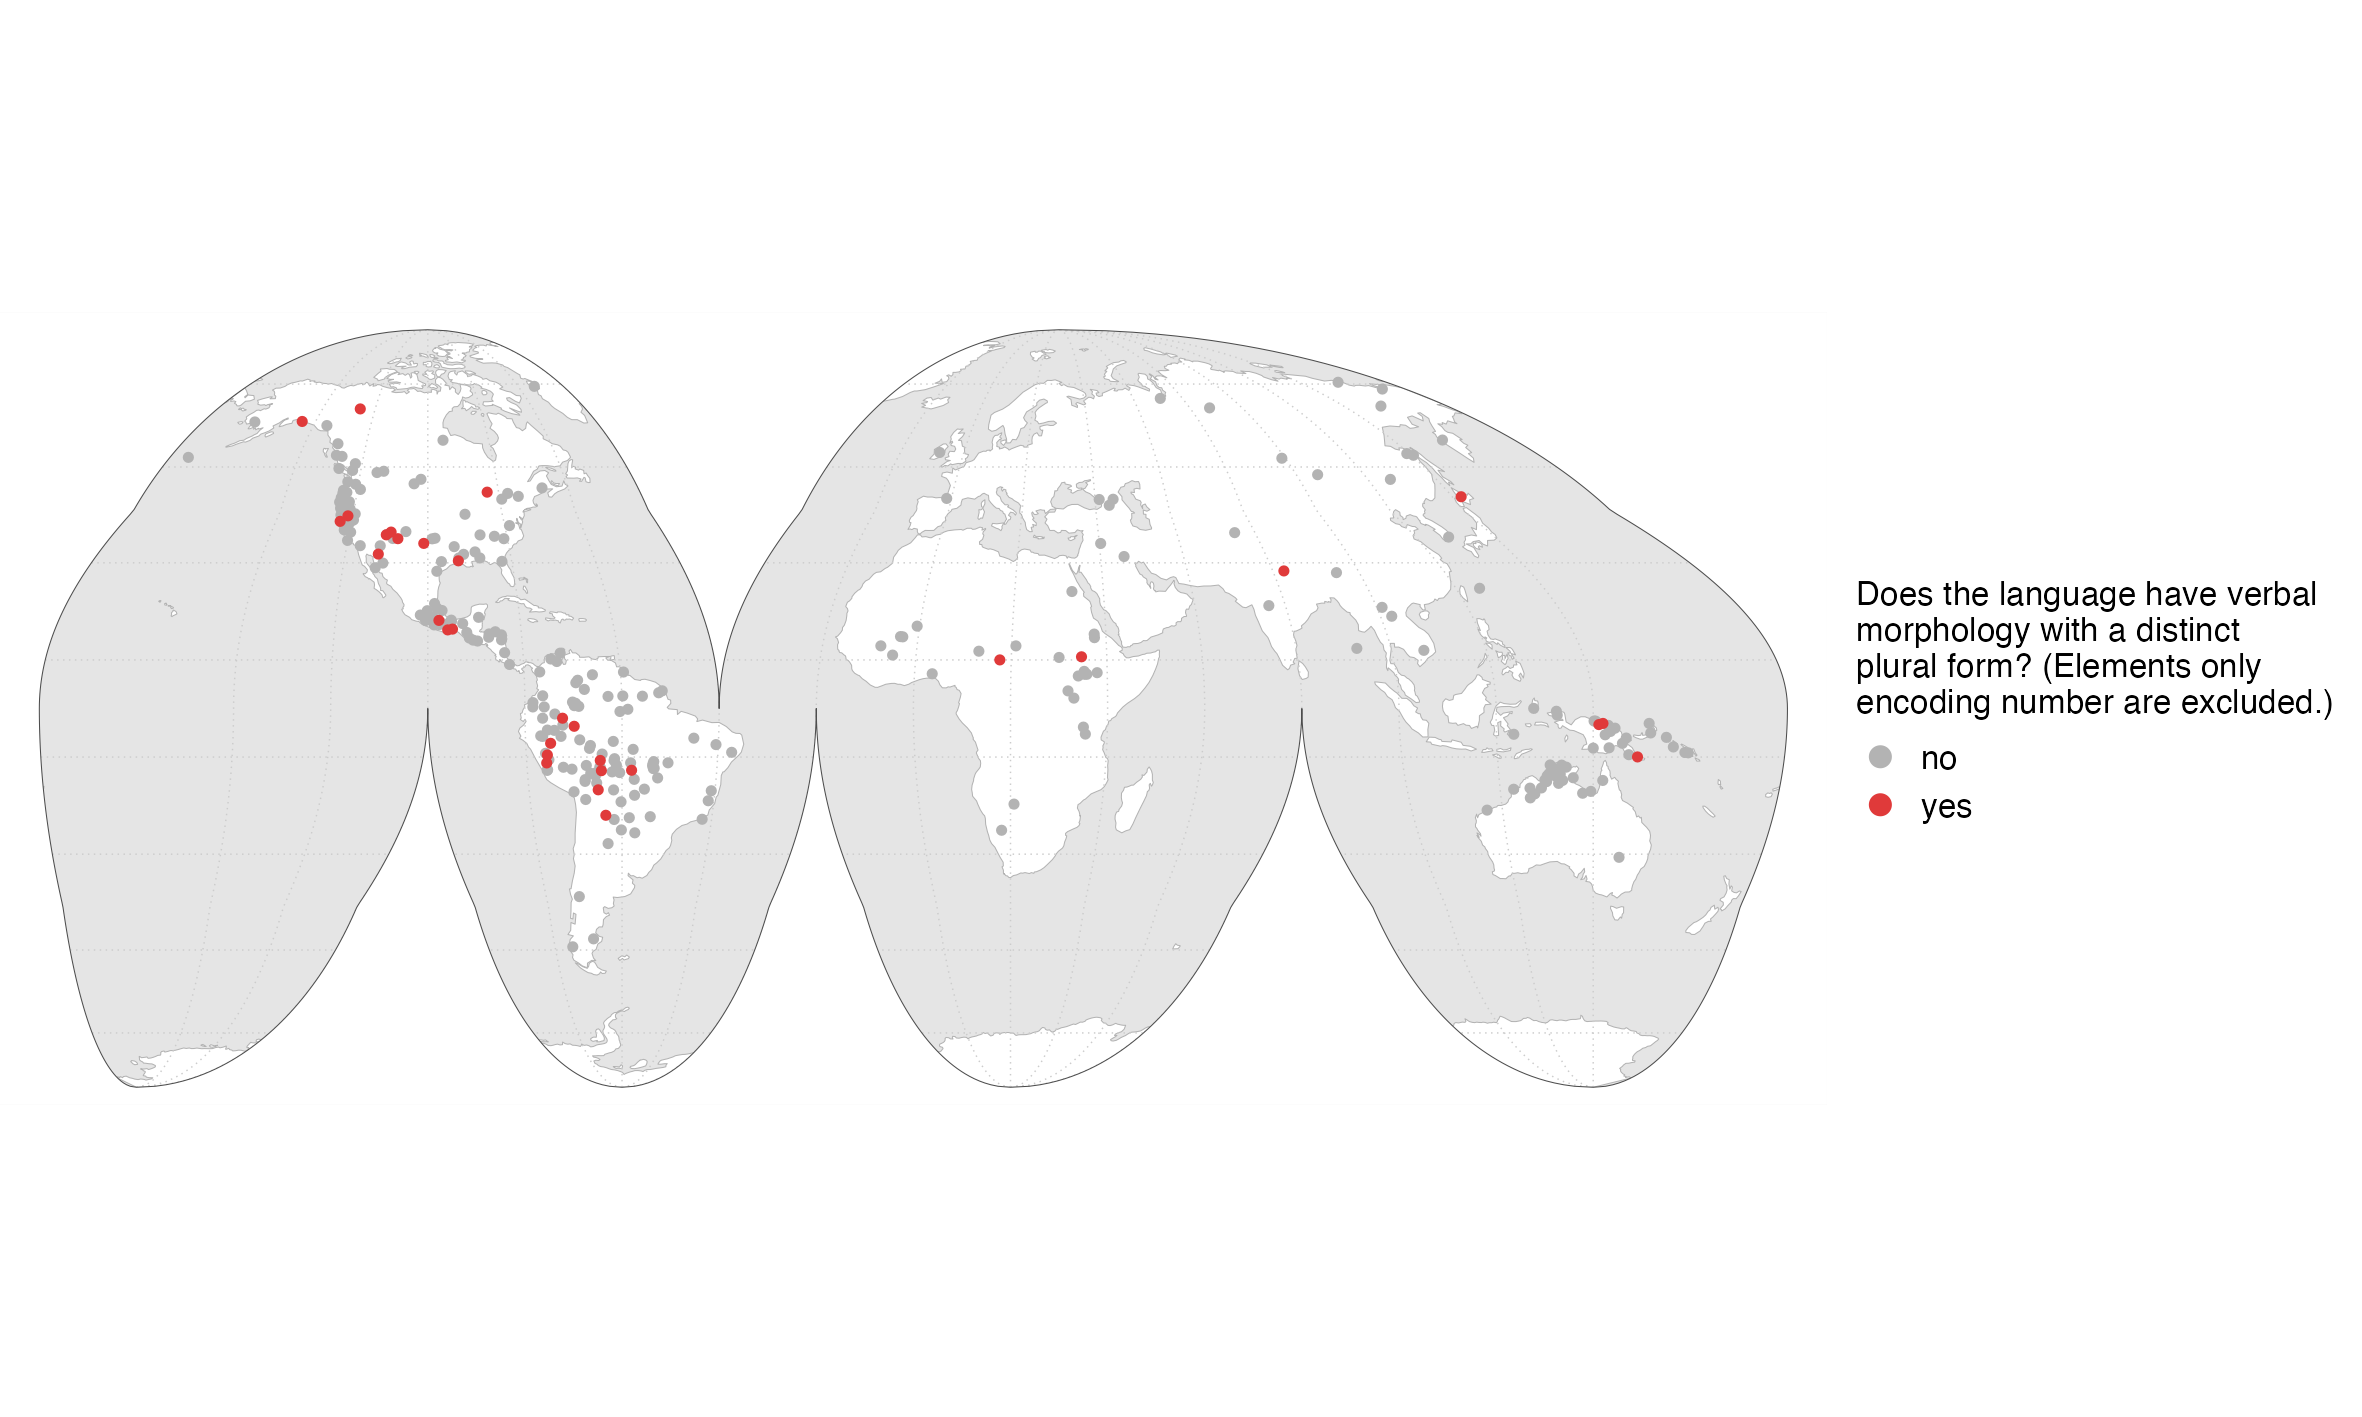 Does the language have verbal
morphology with a distinct
plural form? (Elements only
encoding number are excluded.)
no
yes